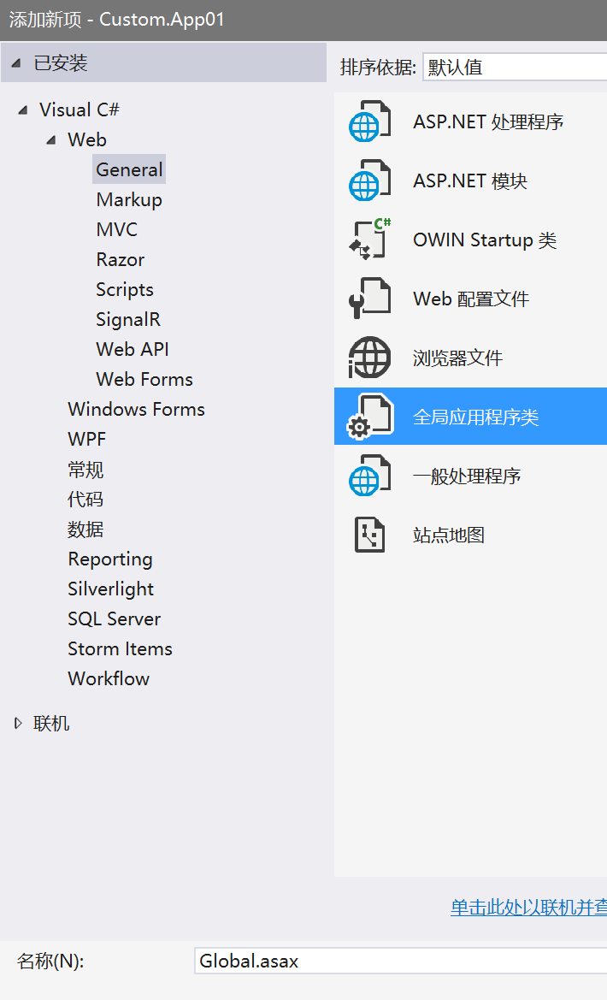 添加新项 - Custom.App01
已安装
Visual C#
Web
General
Markup
MVC
Razor
Scripts
SignalR
Web API
Web Forms
Windows Forms
WPF
常规
代码
数据
Reporting
Silverlight
SQL Server
Storm Items
Workflow
联机
排序依据: 默认值
ASP.NET 处理程序
ASP.NET 模块
C#
OWIN Startup 类
Web 配置文件
浏览器文件
全局应用程序类
一般处理程序
站点地图
单击此处以联机并查
名称(N): Global.asax